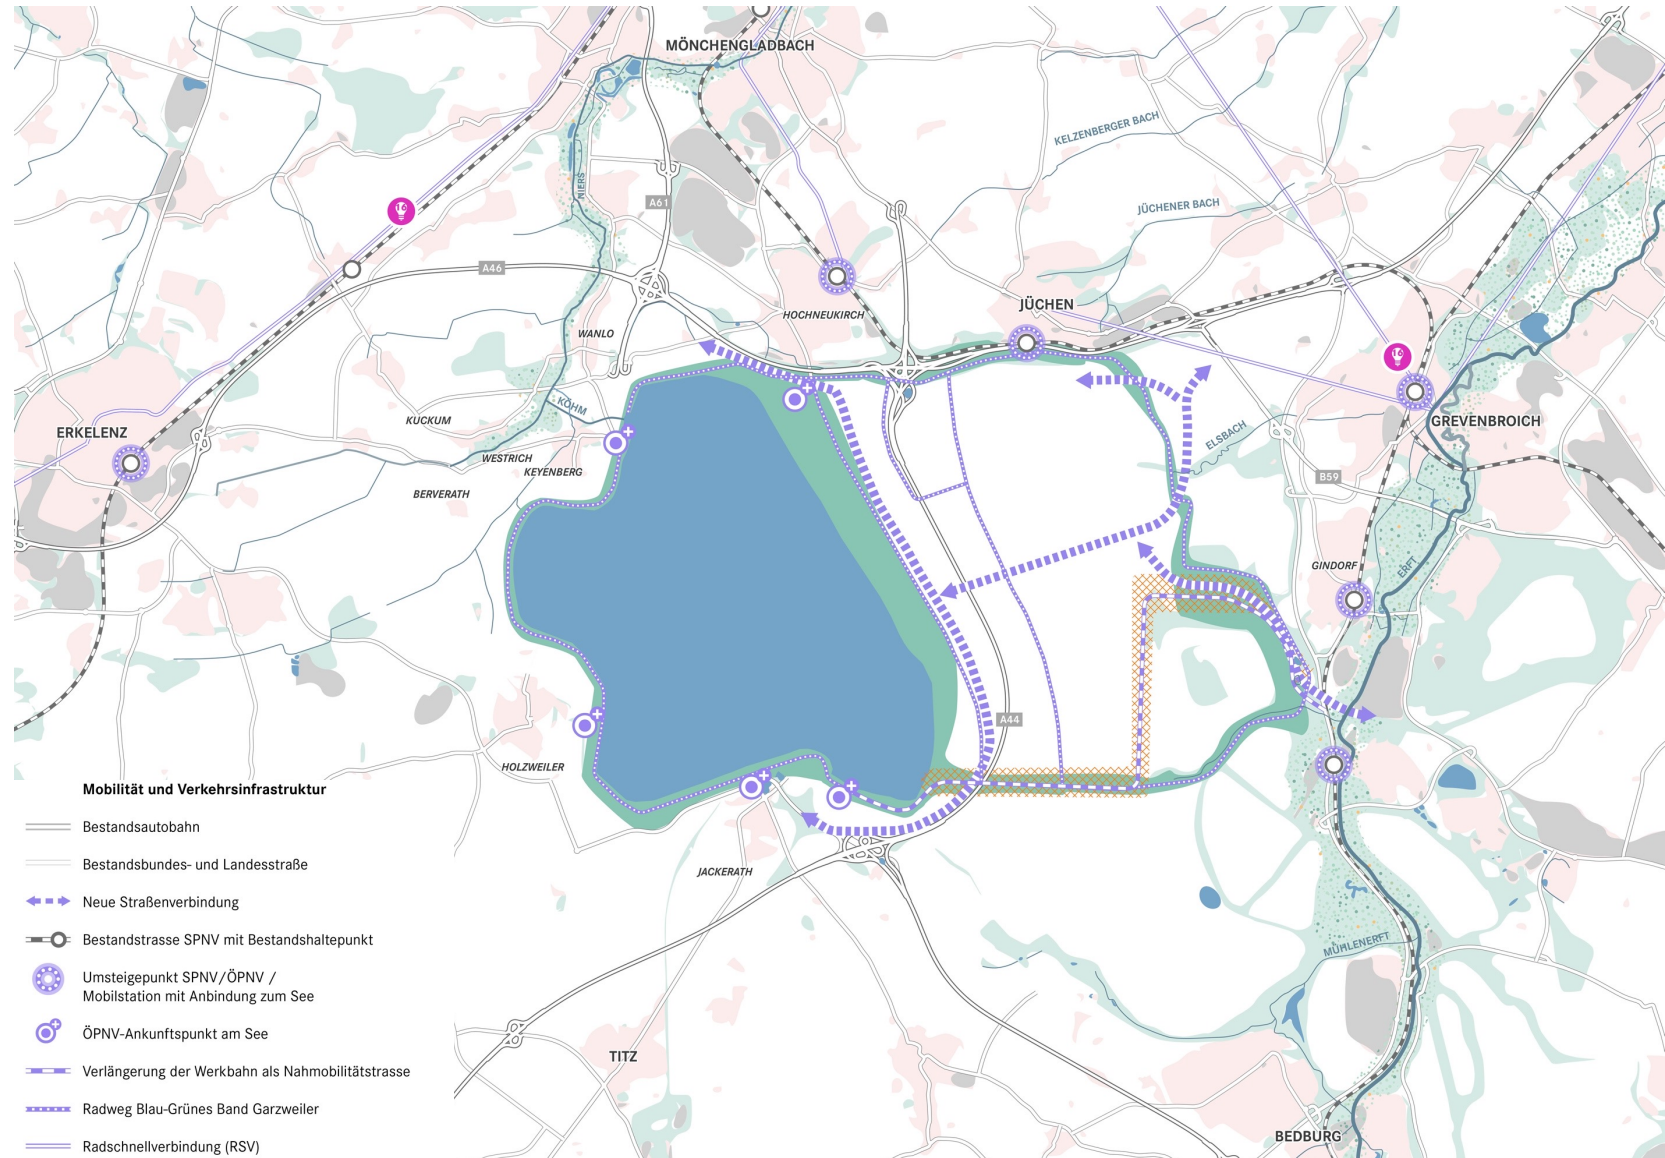 MÖNCHENGLADBACH
KELZENBERGER BACH
NIERS
16
A61
JÜCHENER BACH
A46
JÜCHEN
HOCHNEUKIRCH
WANLO
16
KÖHM
KUCKUM
ERKELENZ
GREVENBROICH
ELSBACH
WESTRICH
KEYENBERG
B59
BERVERATH
GINDORF
ERFT
A44
HOLZWEILER
JACKERATH
MÜHLENERFT
TITZ
BEDBURG
Mobilität und Verkehrsinfrastruktur
Bestandsautobahn
Bestandsbundes- und Landesstraße
Neue Straßenverbindung
Bestandstrasse SPNV mit Bestandshaltepunkt
Umsteigepunkt SPNV/ÖPNV /
Mobilstation mit Anbindung zum See
ÖPNV-Ankunftspunkt am See
Verlängerung der Werkbahn als Nahmobilitätstrasse
Radweg Blau-Grünes Band Garzweiler
Radschnellverbindung (RSV)